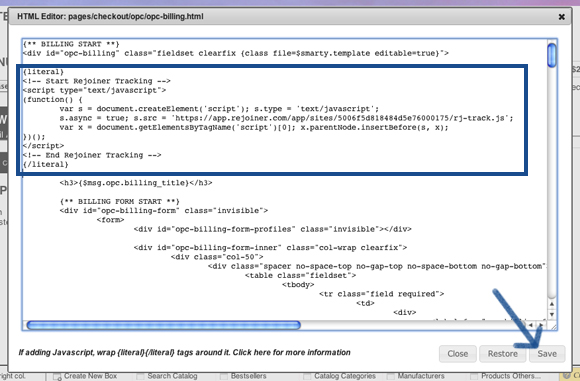 HTML Editor: pages/checkout/opc/opc-billing.html
{** BILLING START **}
<div id="opc-billing" class="fieldset clearfix {class file=$smarty.template editable=true}">
{literal}
<!-- Start Rejoiner Tracking -->
<script type="text/javascript">
(function() {
var s = document.createElement('script'); s.type = 'text/javascript';
s.async = true; s.src = 'https://app.rejoiner.com/app/sites/5006f5d818484d5e76000175/rj-track.js';
var x = document.getElementsByTagName('script')[0]; x.parentNode.insertBefore(s, x);
})();
</script>
<!-- End Rejoiner Tracking -->
{/literal}
<h3>{$msg.opc.billing_title}</h3>
{** BILLING FORM START **}
<div id="opc-billing-form" class="invisible">
<form>
<div id="opc-billing-form-profiles" class="invisible"></div>
<div id="opc-billing-form-inner" class="col-wrap clearfix">
<div class="col-50">
<div class="spacer no-space-top no-gap-top no-space-bottom no-gap-bottom"
<table class="fieldset">
<tbody>
<tr class="field required">
<td>
<div>
If adding Javascript, wrap {literal}{/literal} tags around it. Click here for more information
Close
Restore
Save
right col.
Create New Box
Search Catalog
Bestsellers
Catalog Categories
Manufacturers
Products Others...